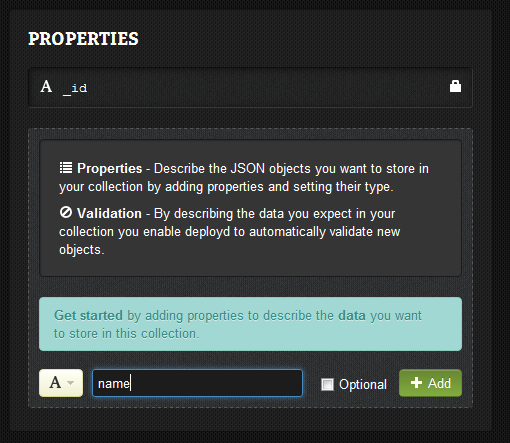 PROPERTIES
A _id
Properties - Describe the JSON objects you want to store in
your collection by adding properties and setting their type.
Validation - By describing the data you expect in your
collection you enable deployd to automatically validate new
objects.
Get started by adding properties to describe the data you want
to store in this collection.
A name Optional Add